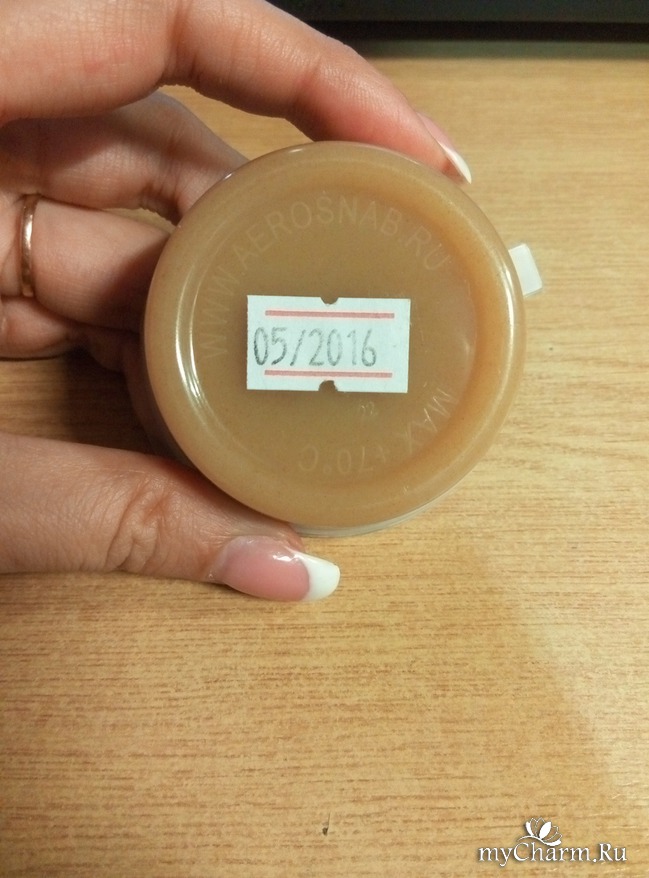 WWW.AEROSNAB.RU
05/2016
MAX +70°C
myCharm.Ru